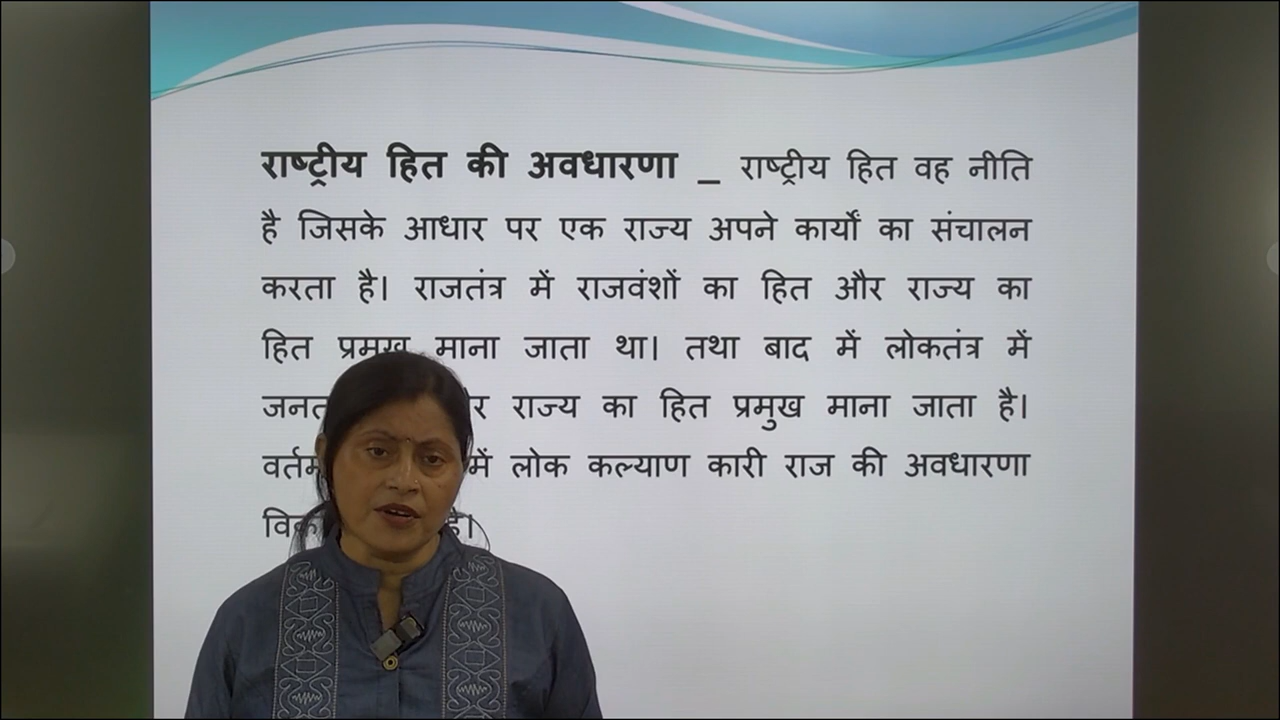 राष्ट्रीय हित की अवधारणा _ राष्ट्रीय हित वह नीति
है जिसके आधार पर एक राज्य अपने कार्यों का संचालन
करता है। राजतंत्र में राजवंशों का हित और राज्य का
हित प्रमुख माना जाता था। तथा बाद में लोकतंत्र में
राज्य का हित प्रमुख माना जाता है।
में लोक कल्याण कारी राज की अवधारणा
है।